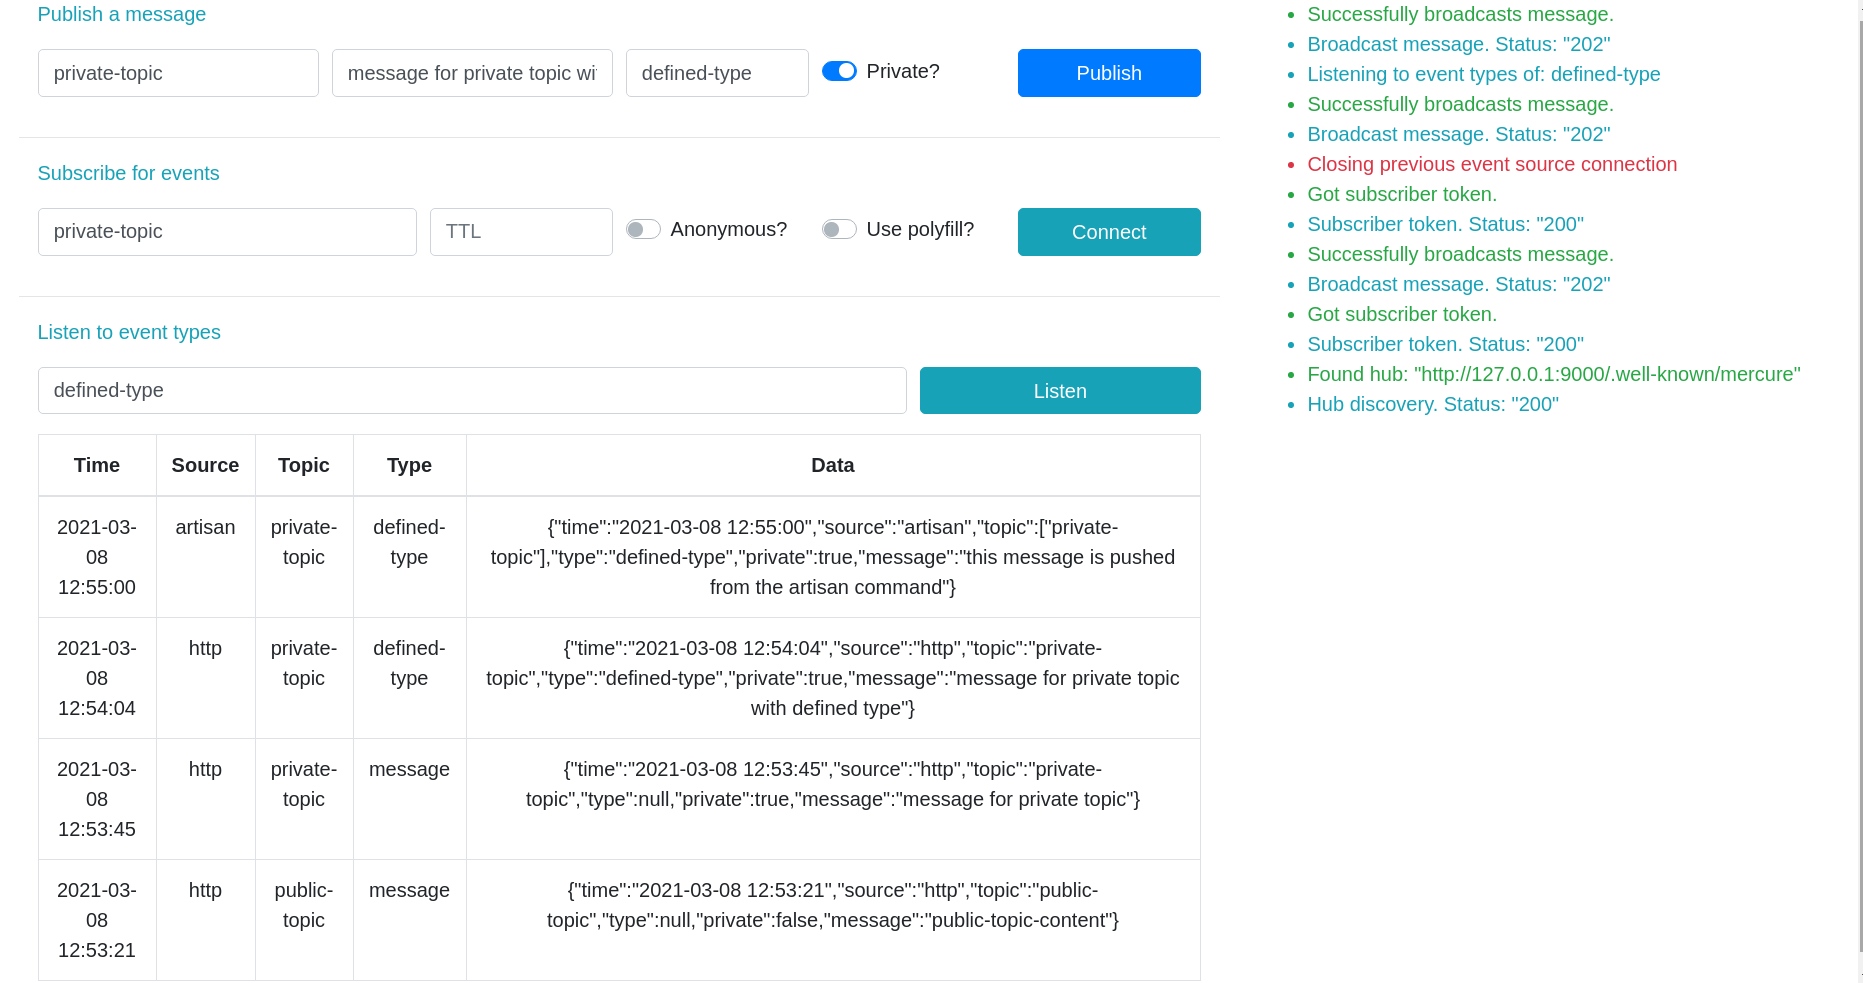 Publish a message
private-topic
message for private topic wi
defined-type
Private?
Publish
Subscribe for events
private-topic
TTL
Anonymous?
Use polyfill?
Connect
Listen to event types
defined-type
Listen
Time Source Topic Type Data
2021-03-
08
12:55:00
artisan
private-
topic
defined-
type
{"time":"2021-03-08 12:55:00","source":"artisan","topic":["private-
topic"],"type":"defined-type","private":true,"message":"this message is pushed
from the artisan command"}
2021-03-
08
12:54:04
http
private-
topic
defined-
type
{"time":"2021-03-08 12:54:04","source":"http","topic":"private-
topic","type":"defined-type","private":true,"message":"message for private topic
with defined type"}
2021-03-
08
12:53:45
http
private-
topic
message
{"time":"2021-03-08 12:53:45","source":"http","topic":"private-
topic","type":null,"private":true,"message":"message for private topic"}
2021-03-
08
12:53:21
http
public-
topic
message
{"time":"2021-03-08 12:53:21","source":"http","topic":"public-
topic","type":null,"private":false,"message":"public-topic-content"}
Successfully broadcasts message.
Broadcast message. Status: "202"
Listening to event types of: defined-type
Successfully broadcasts message.
Broadcast message. Status: "202"
Closing previous event source connection
Got subscriber token.
Subscriber token. Status: "200"
Successfully broadcasts message.
Broadcast message. Status: "202"
Got subscriber token.
Subscriber token. Status: "200"
Found hub: "http://127.0.0.1:9000/.well-known/mercure"
Hub discovery. Status: "200"